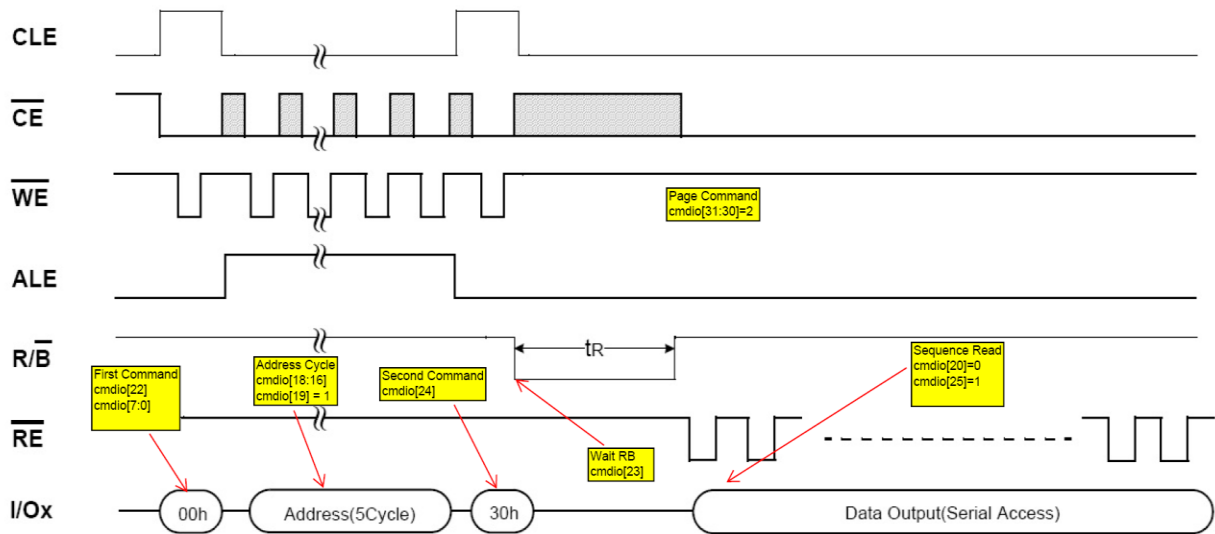 CLE
CE
WE
Page Command
cmdio[31:30]=2
ALE
R/B
tR
First Command
cmdio[22]
cmdio[7:0]
Address Cycle
cmdio[18:16]
cmdio[19] = 1
Second Command
cmdio[24]
Sequence Read
cmdio[20]=0
cmdio[25]=1
RE
Wait RB
cmdio[23]
I/Ox
00h
Address(5Cycle)
30h
Data Output(Serial Access)